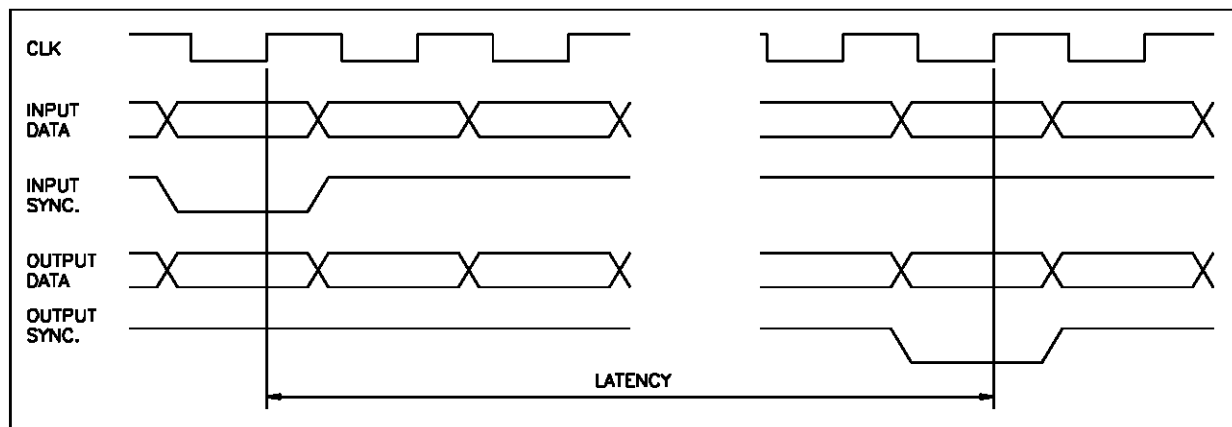 CLK
INPUT
DATA
INPUT
SYNC.
OUTPUT
DATA
OUTPUT
SYNC.
LATENCY